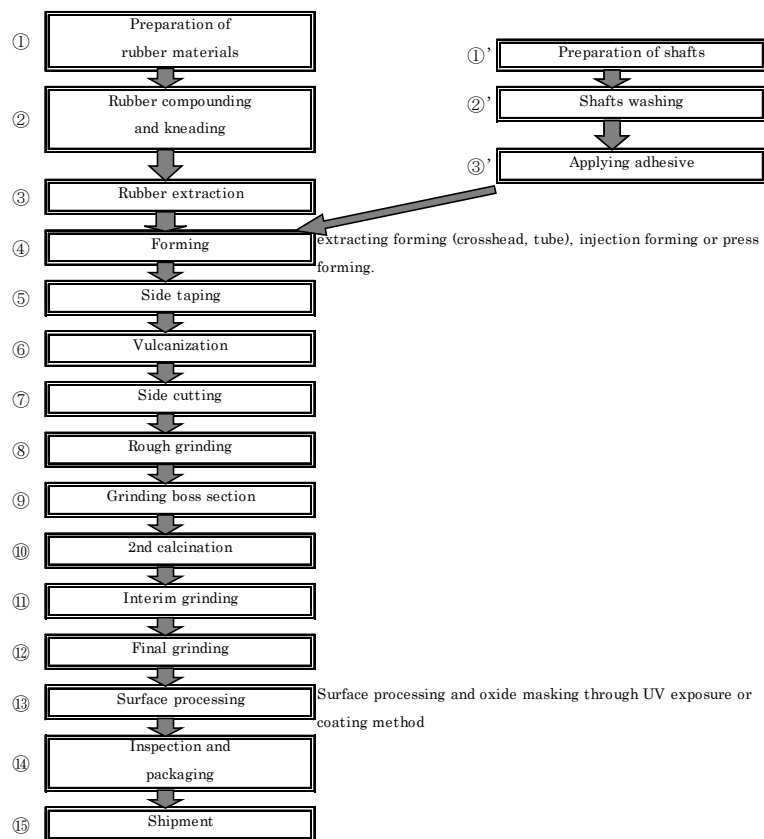 ①
Preparation of
rubber materials
②
Rubber compounding
and kneading
③
Rubber extraction
①’
Preparation of shafts
②’
Shafts washing
③’
Applying adhesive
④
Forming
extracting forming (crosshead, tube), injection forming or press
forming.
⑤
Side taping
⑥
Vulcanization
⑦
Side cutting
⑧
Rough grinding
⑨
Grinding boss section
⑩
2nd calcination
⑪
Interim grinding
⑫
Final grinding
⑬
Surface processing
Surface processing and oxide masking through UV exposure or
coating method
⑭
Inspection and
packaging
⑮
Shipment